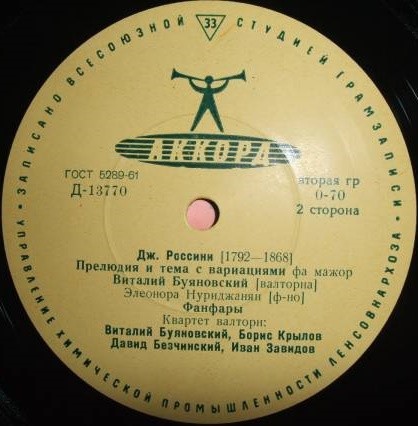 ЗАПИСАНО ВСЕСОЮЗНОЙ СТУДИЕЙ ГРАМЗАПИСИ
33
АККОРД
ГОСТ 5289-61
Д-13770
вторая гр
0-70
2 сторона
Дж. Россини [1792—1868]
Прелюдия и тема с вариациями фа мажор
Виталий Буяновский [валторна]
Элеонора Нуриджанян [ф-но]
Фанфары
Квартет валторн:
Виталий Буяновский, Борис Крылов
Давид Безчинский, Иван Завидов
УПРАВЛЕНИЕ ХИМИЧЕСКОЙ ПРОМЫШЛЕННОСТИ ЛЕНСОВНАРХОЗА